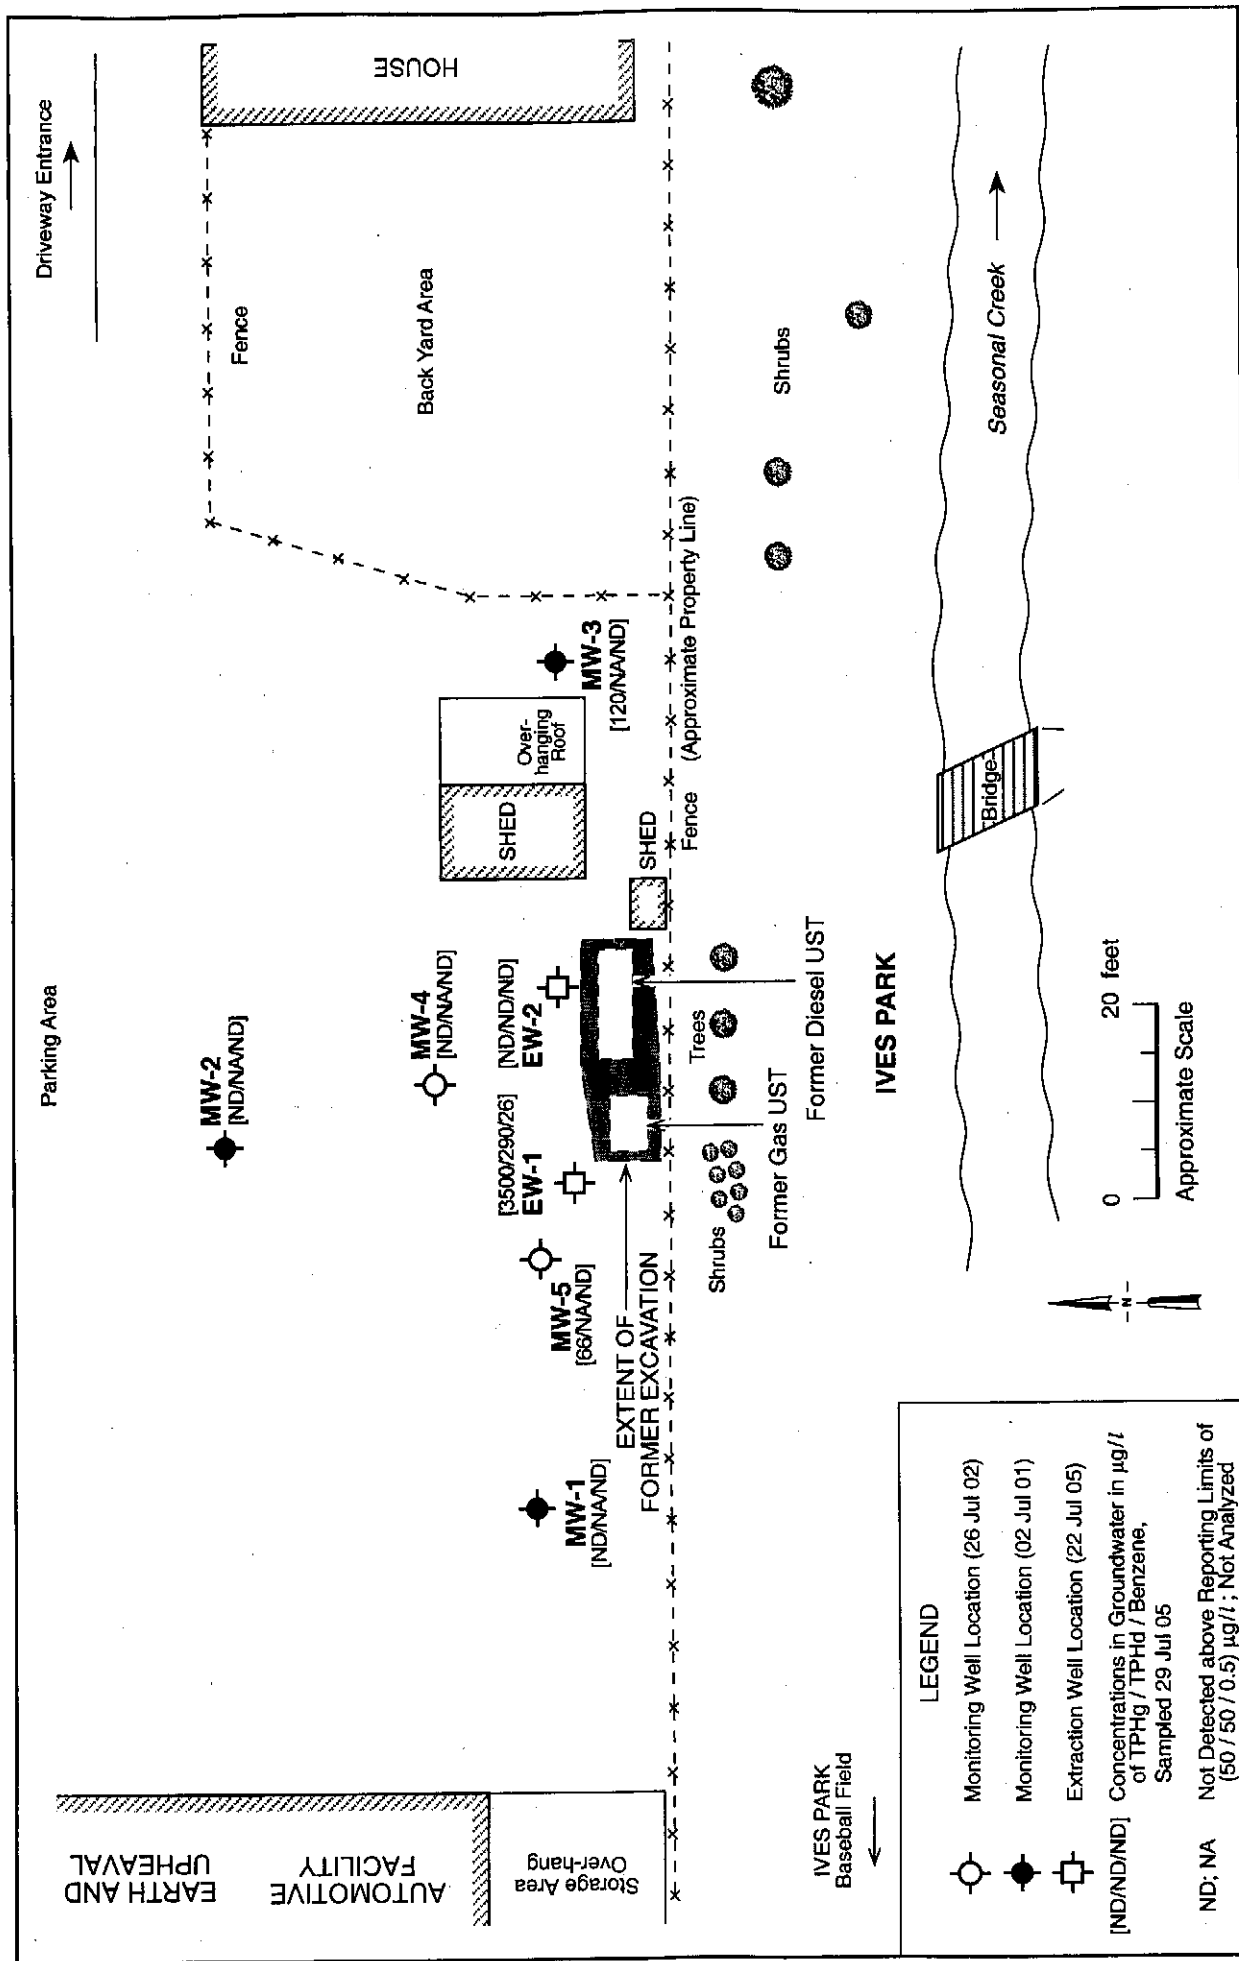 Driveway Entrance
HOUSE
Fence
Back Yard Area
Parking Area
MW-2
[ND/NA/ND]
MW-4
[ND/NA/ND]
[ND/ND/ND]
EW-2
[3500/290/26]
EW-1
MW-5
[66/NA/ND]
MW-1
[ND/NA/ND]
MW-3
[120/NA/ND]
Over-
hanging
Roof
SHED
SHED
Fence (Approximate Property Line)
EXTENT OF
FORMER EXCAVATION
Shrubs
Trees
Shrubs
Former Gas UST
Former Diesel UST
IVES PARK
Seasonal Creek
Bridge
EARTH AND
UPHEAVAL
AUTOMOTIVE
FACILITY
Storage Area
Over-hang
IVES PARK
Baseball Field
0 20 feet
Approximate Scale
N
LEGEND
Monitoring Well Location (26 Jul 02)
Monitoring Well Location (02 Jul 01)
Extraction Well Location (22 Jul 05)
[ND/ND/ND] Concentrations in Groundwater in µg/l
of TPHg / TPHd / Benzene,
Sampled 29 Jul 05
ND; NA Not Detected above Reporting Limits of
(50 / 50 / 0.5) µg/l ; Not Analyzed